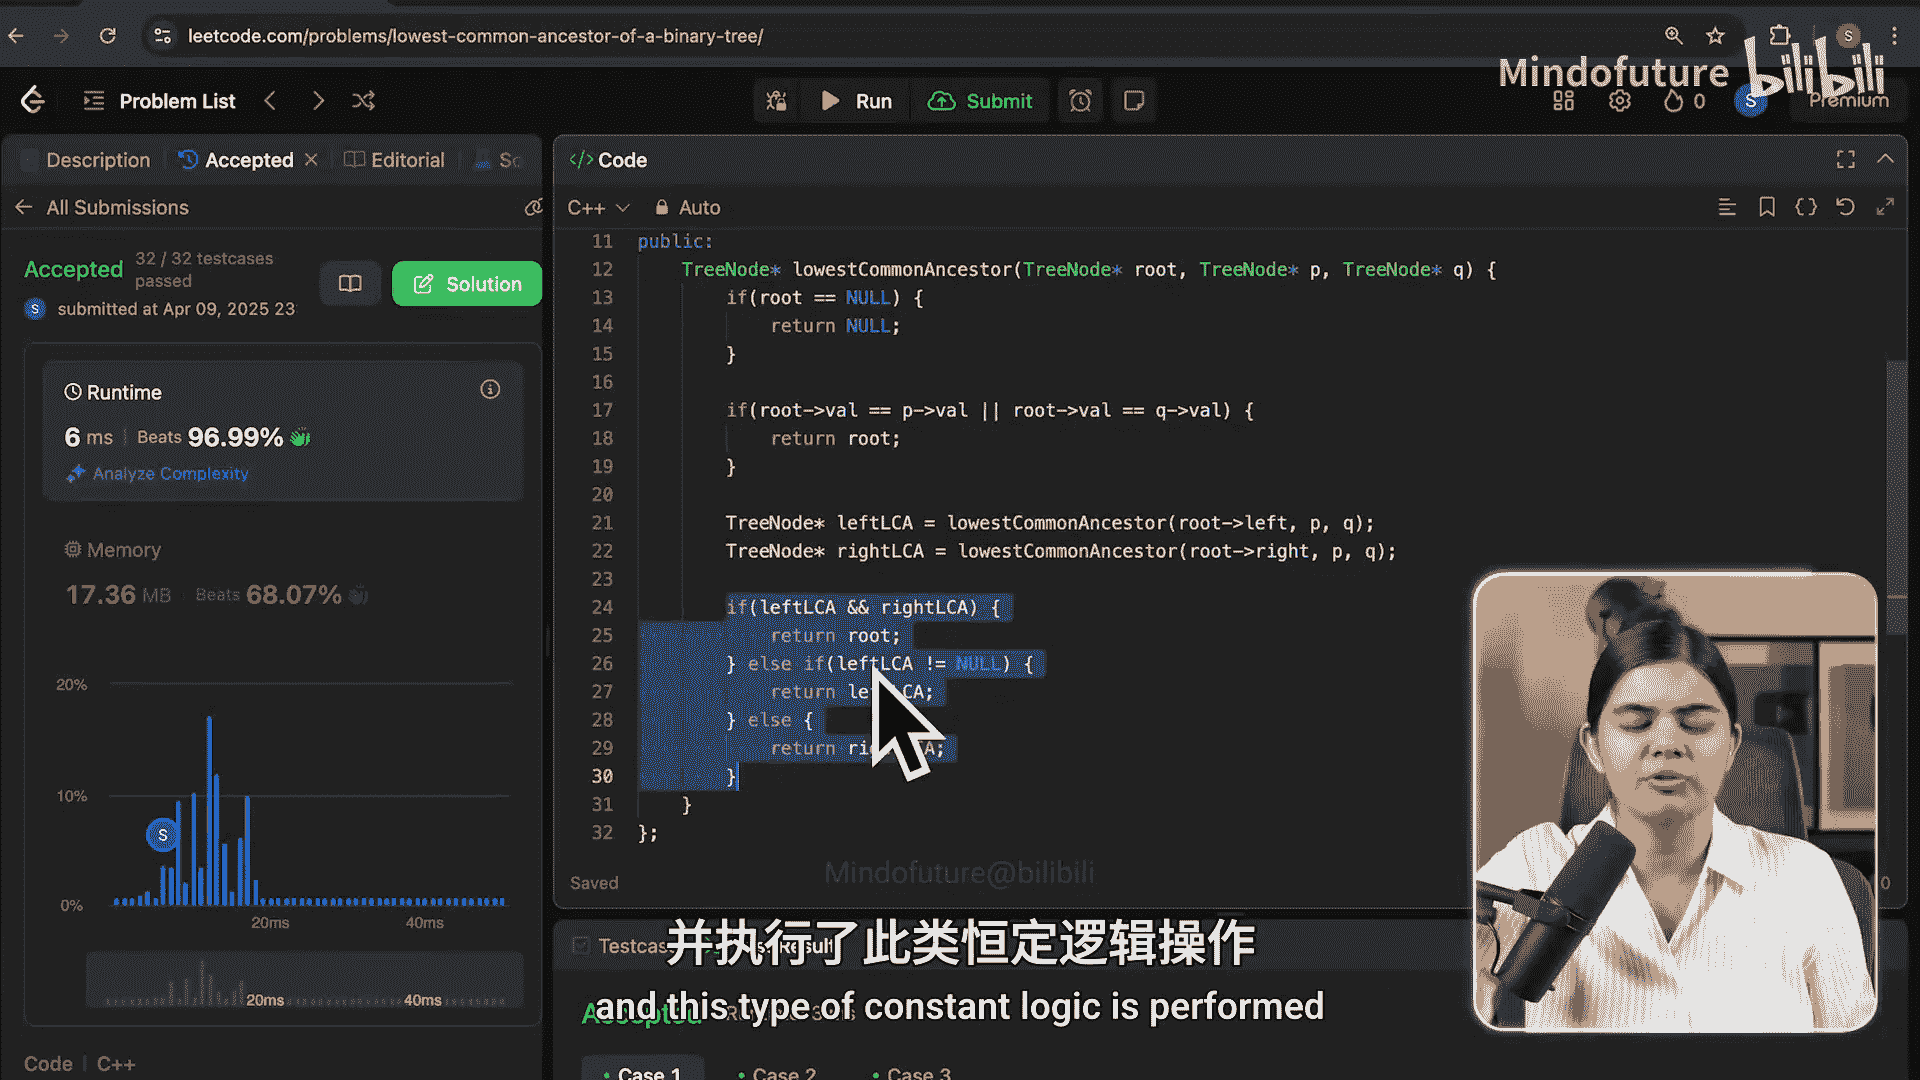 leetcode.com/problems/lowest-common-ancestor-of-a-binary-tree/
S
Mindofuture bilibili
Problem List
Run
Submit
0
S
Premium
Description
Accepted
Editorial
So
</> Code
All Submissions
C++
Auto
Accepted
32 / 32 testcases
passed
Solution
S
submitted at Apr 09, 2025 23
Runtime
6 ms | Beats 96.99%
Analyze Complexity
Memory
17.36 MB Beats 68.07%
20%
10%
S
0%
20ms
40ms
20ms
40ms
Code | C++
11 public:
12 TreeNode* lowestCommonAncestor(TreeNode* root, TreeNode* p, TreeNode* q) {
13 if(root == NULL) {
14 return NULL;
15 }
16
17 if(root->val == p->val || root->val == q->val) {
18 return root;
19 }
20
21 TreeNode* leftLCA = lowestCommonAncestor(root->left, p, q);
22 TreeNode* rightLCA = lowestCommonAncestor(root->right, p, q);
23
24 if(leftLCA && rightLCA) {
25 return root;
26 } else if(leftLCA != NULL) {
27 return leftLCA;
28 } else {
29 return rightLCA;
30 }
31 }
32 };
Mindofuture@bilibili
Saved
并执行了此类恒定逻辑操作
and this type of constant logic is performed
Accepted
Case 1
Case 2
Case 3